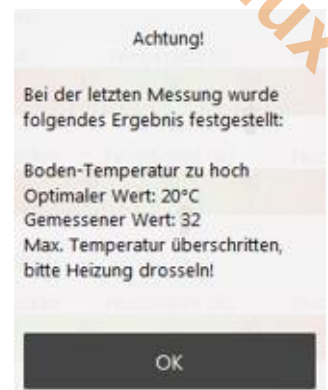 ux
Achtung!
Bei der letzten Messung wurde
folgendes Ergebnis festgestellt:
Boden-Temperatur zu hoch
Optimaler Wert: 20°C
Gemessener Wert: 32
Max. Temperatur überschritten,
bitte Heizung drosseln!
OK